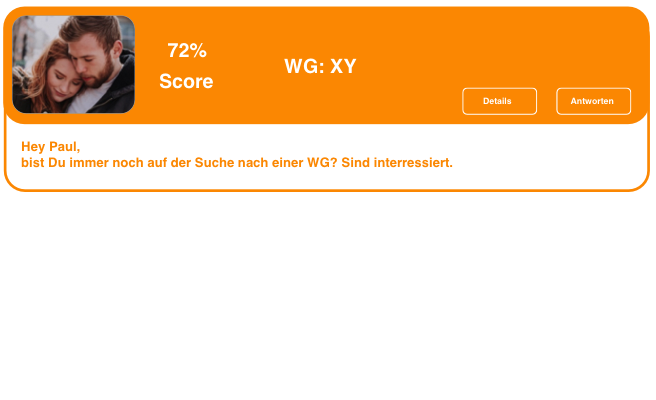 72%
Score
WG: XY
Details
Antworten
Hey Paul,
bist Du immer noch auf der Suche nach einer WG? Sind interressiert.